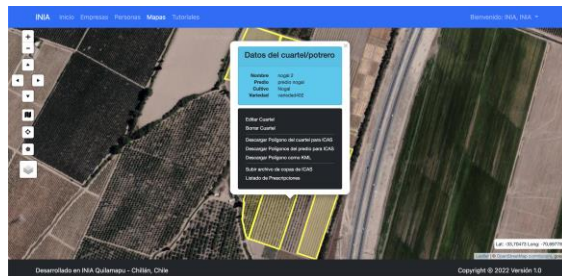 INIA Inicio Empresas Personas Mapas Tutoriales
Bienvenido: INIA, INIA
+
-
Datos del cuartel/potrero
Nombre nogal 2
Predio predio nogal
Cultivo Nogal
Variedad
Editar Cuartel
Borrar Cuartel
Descargar Polígono del cuartel para ICAS
Descargar Polígonos del predio para ICAS
Descargar Polígono como KML
Subir archivo de capas de ICAS
Listado de Prescripciones
Desarrollado en INIA Quilamapu - Chillán, Chile
Copyright © 2022 Versión 1.0